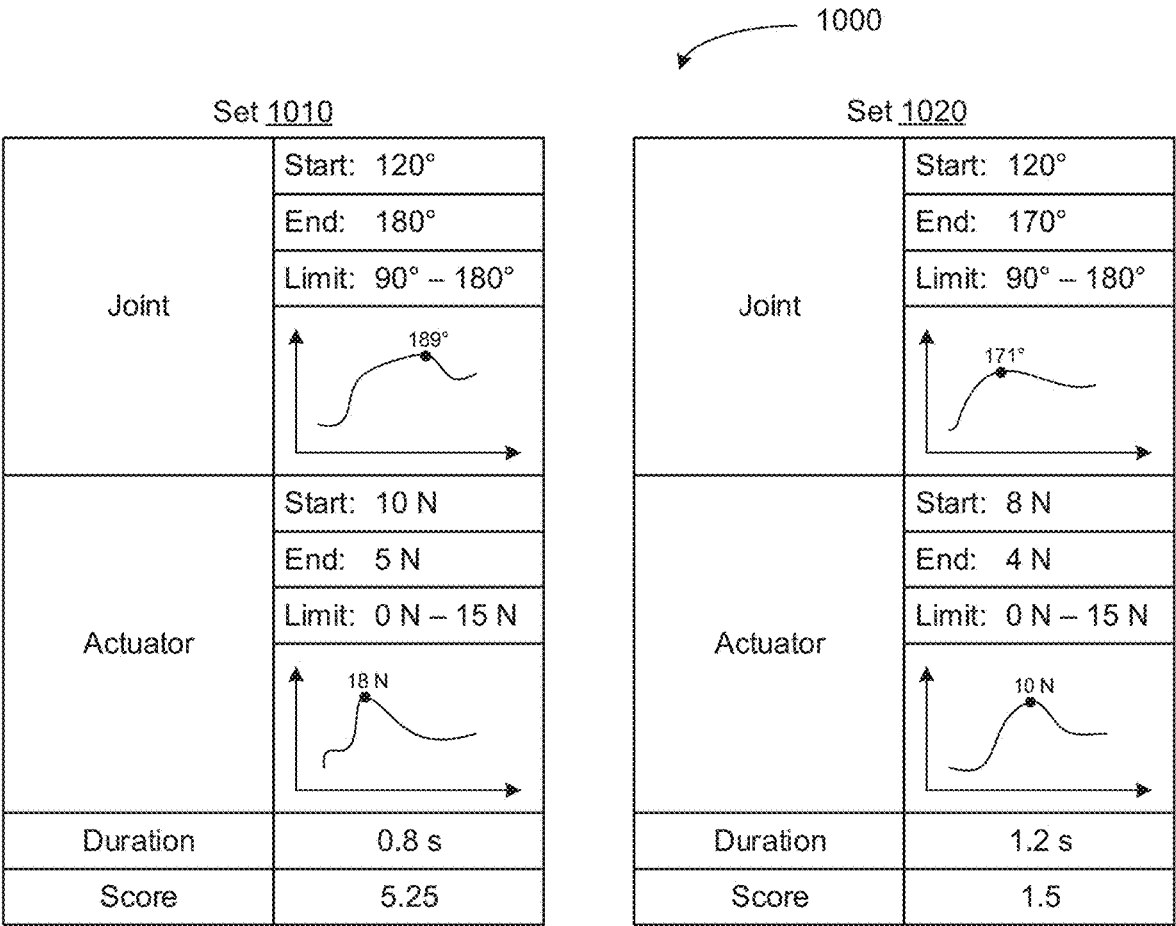 1000
Set 1010
Joint
Start: 120°
End: 180°
Limit: 90° – 180°
189°
Actuator
Start: 10 N
End: 5 N
Limit: 0 N – 15 N
18 N
Duration
0.8 s
Score
5.25
Set 1020
Joint
Start: 120°
End: 170°
Limit: 90° – 180°
171°
Actuator
Start: 8 N
End: 4 N
Limit: 0 N – 15 N
10 N
Duration
1.2 s
Score
1.5